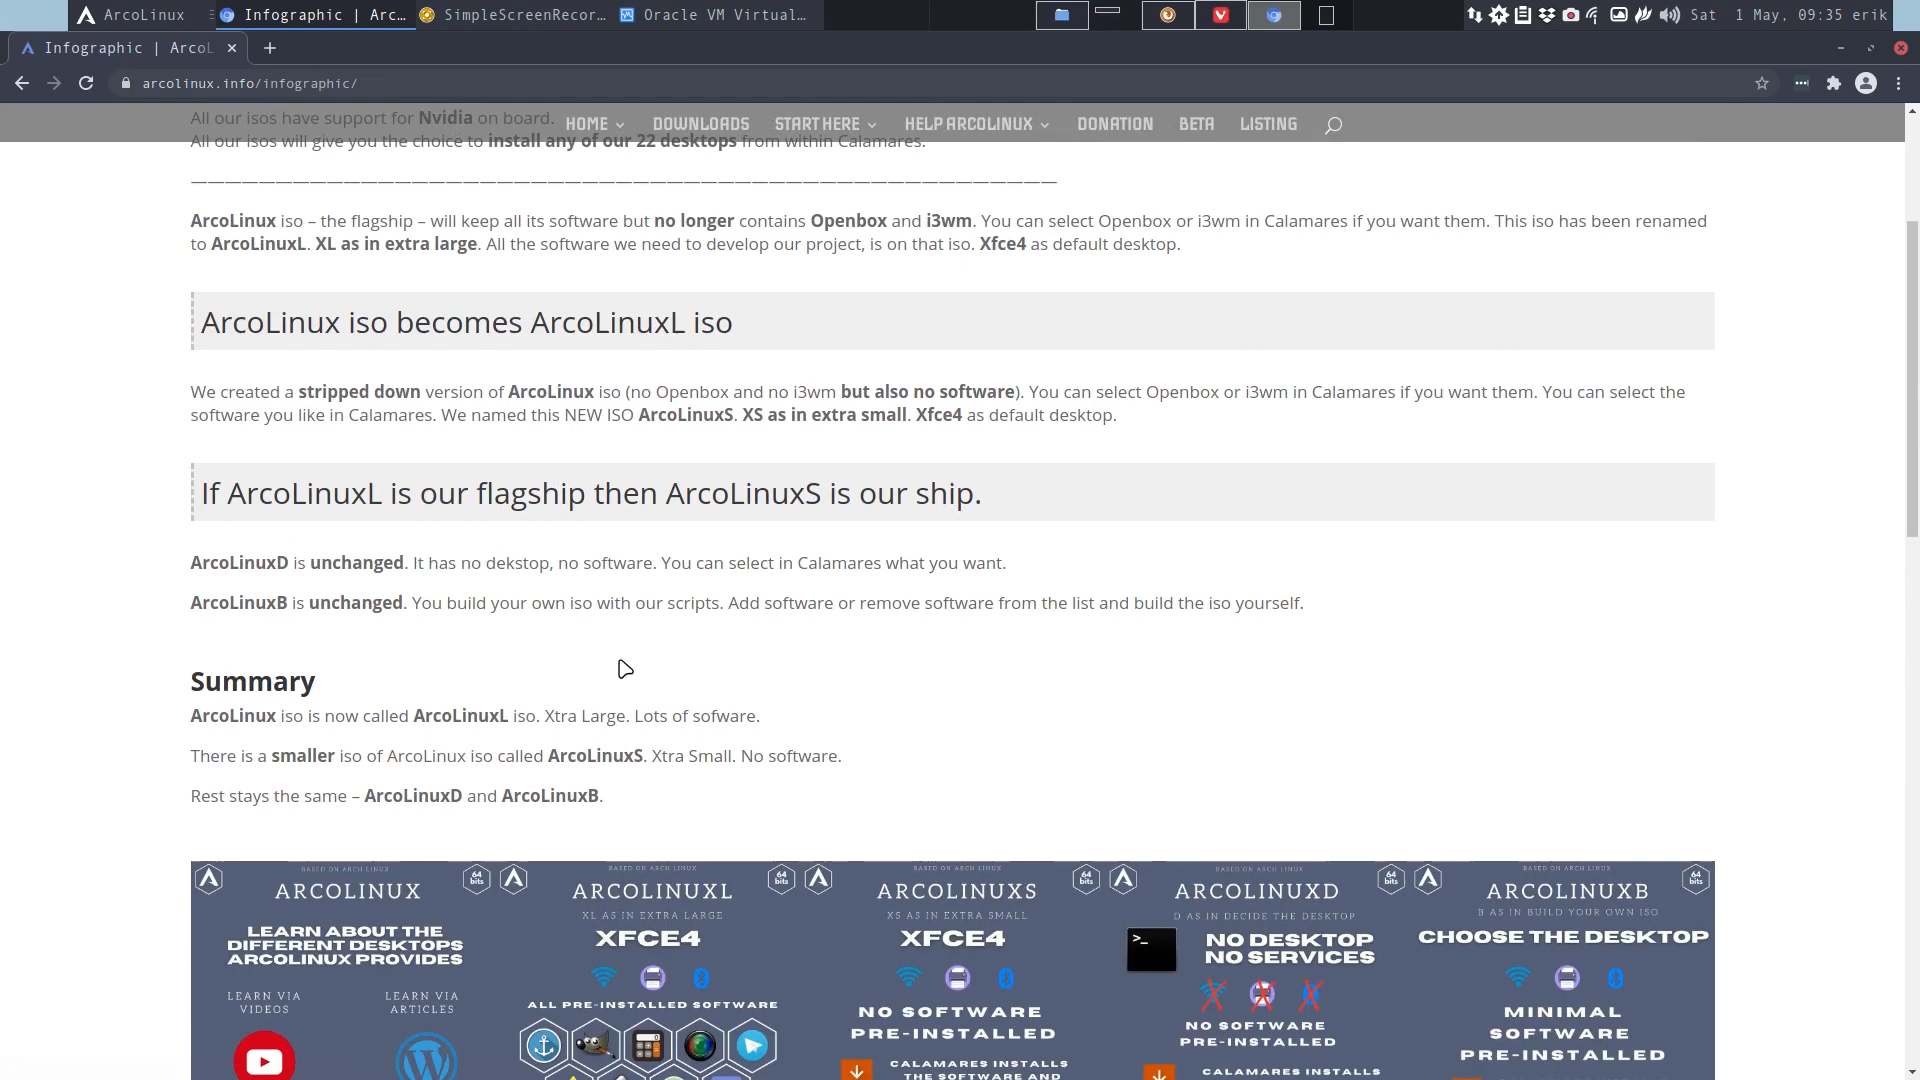 ArcoLinux
Infographic | Arc...
SimpleScreenRecor...
Oracle VM Virtual...
Sat 1 May, 09:35 erik
Infographic | ArcoL
arcolinux.info/infographic/
All our isos have support for Nvidia on board.
HOME DOWNLOADS START HERE HELP ARCOLINUX DONATION BETA LISTING
All our isos will give you the choice to install any of our 22 desktops from within Calamares.
ArcoLinux iso – the flagship – will keep all its software but no longer contains Openbox and i3wm. You can select Openbox or i3wm in Calamares if you want them. This iso has been renamed
to ArcoLinuxL. XL as in extra large. All the software we need to develop our project, is on that iso. Xfce4 as default desktop.
ArcoLinux iso becomes ArcoLinuxL iso
We created a stripped down version of ArcoLinux iso (no Openbox and no i3wm but also no software). You can select Openbox or i3wm in Calamares if you want them. You can select the
software you like in Calamares. We named this NEW ISO ArcoLinuxS. XS as in extra small. Xfce4 as default desktop.
If ArcoLinuxL is our flagship then ArcoLinuxS is our ship.
ArcoLinuxD is unchanged. It has no dekstop, no software. You can select in Calamares what you want.
ArcoLinuxB is unchanged. You build your own iso with our scripts. Add software or remove software from the list and build the iso yourself.
Summary
ArcoLinux iso is now called ArcoLinuxL iso. Xtra Large. Lots of sofware.
There is a smaller iso of ArcoLinux iso called ArcoLinuxS. Xtra Small. No software.
Rest stays the same – ArcoLinuxD and ArcoLinuxB.
BASED ON ARCH LINUX
64 bits
ARCOLINUX
LEARN ABOUT THE
DIFFERENT DESKTOPS
ARCOLINUX PROVIDES
LEARN VIA
VIDEOS
LEARN VIA
ARTICLES
BASED ON ARCH LINUX
64 bits
ARCOLINUXL
XL AS IN EXTRA LARGE
XFCE4
ALL PRE-INSTALLED SOFTWARE
BASED ON ARCH LINUX
64 bits
ARCOLINUXS
XS AS IN EXTRA SMALL
XFCE4
NO SOFTWARE
PRE-INSTALLED
CALAMARES INSTALLS
THE SOFTWARE AND
BASED ON ARCH LINUX
64 bits
ARCOLINUXD
D AS IN DECIDE THE DESKTOP
>_
NO DESKTOP
NO SERVICES
NO SOFTWARE
PRE-INSTALLED
CALAMARES INSTALLS
BASED ON ARCH LINUX
64 bits
ARCOLINUXB
B AS IN BUILD YOUR OWN ISO
CHOOSE THE DESKTOP
MINIMAL
SOFTWARE
PRE-INSTALLED